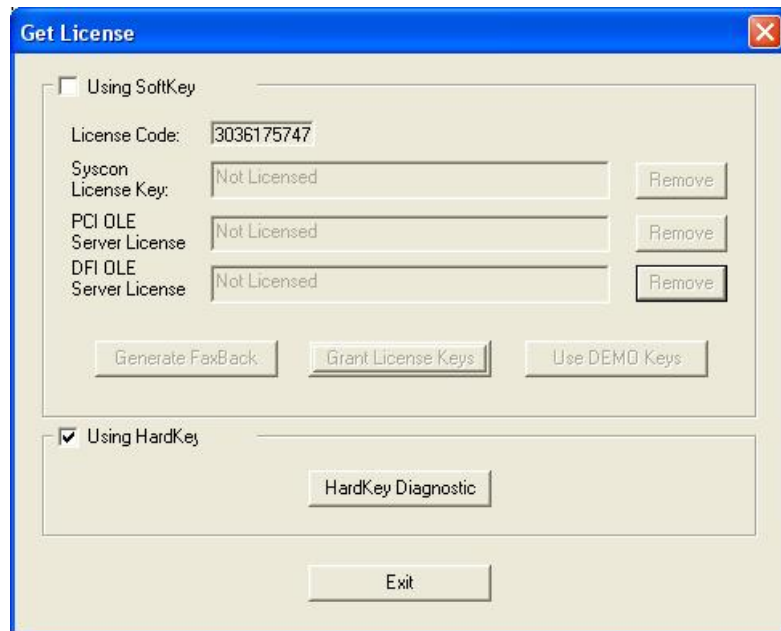 Get License
Using SoftKey
License Code: 3036175747
Syscon
License Key: Not Licensed Remove
PCI OLE
Server License Not Licensed Remove
DFI OLE
Server License Not Licensed Remove
Generate FaxBack Grant License Keys Use DEMO Keys
Using HardKey
HardKey Diagnostic
Exit